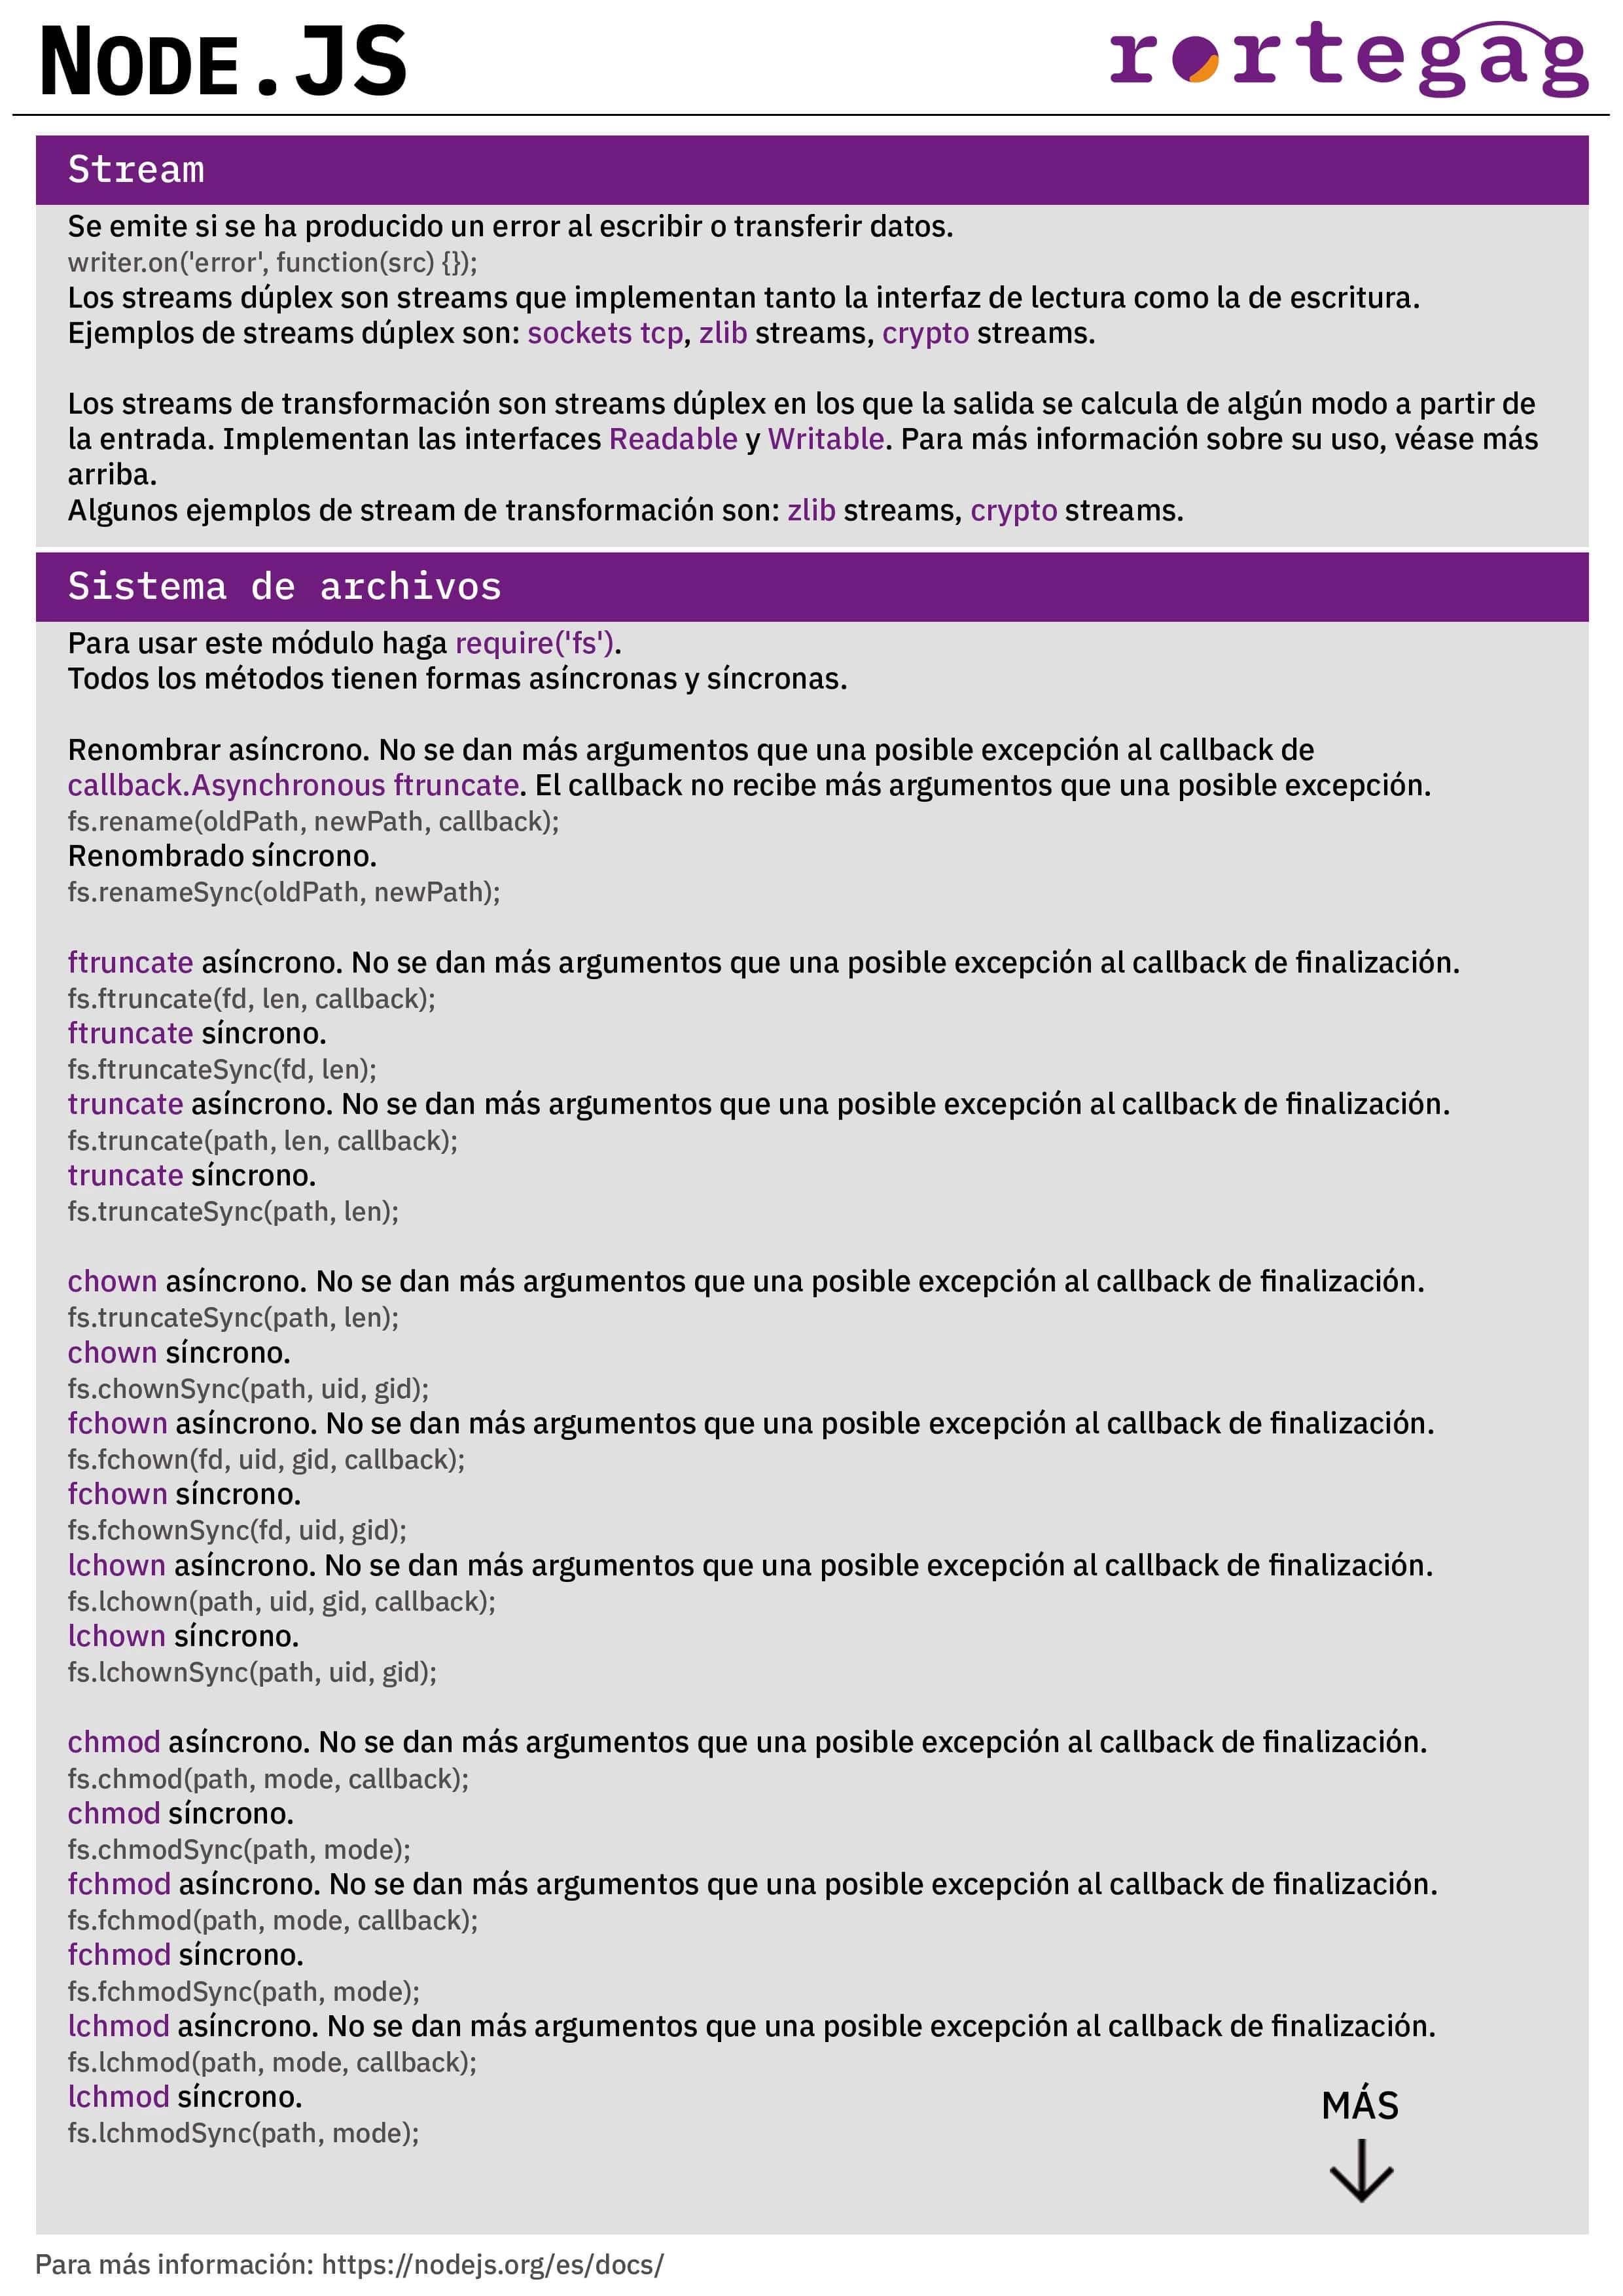 NODE.JS
rortegag
Stream
Se emite si se ha producido un error al escribir o transferir datos.
writer.on('error', function(src) {});
Los streams dúplex son streams que implementan tanto la interfaz de lectura como la de escritura.
Ejemplos de streams dúplex son: sockets tcp, zlib streams, crypto streams.
Los streams de transformación son streams dúplex en los que la salida se calcula de algún modo a partir de
la entrada. Implementan las interfaces Readable y Writable. Para más información sobre su uso, véase más
arriba.
Algunos ejemplos de stream de transformación son: zlib streams, crypto streams.
Sistema de archivos
Para usar este módulo haga require('fs').
Todos los métodos tienen formas asíncronas y síncronas.
Renombrar asíncrono. No se dan más argumentos que una posible excepción al callback de
callback.Asynchronous ftruncate. El callback no recibe más argumentos que una posible excepción.
fs.rename(oldPath, newPath, callback);
Renombrado síncrono.
fs.renameSync(oldPath, newPath);
ftruncate asíncrono. No se dan más argumentos que una posible excepción al callback de finalización.
fs.ftruncate(fd, len, callback);
ftruncate síncrono.
fs.ftruncateSync(fd, len);
truncate asíncrono. No se dan más argumentos que una posible excepción al callback de finalización.
fs.truncate(path, len, callback);
truncate síncrono.
fs.truncateSync(path, len);
chown asíncrono. No se dan más argumentos que una posible excepción al callback de finalización.
fs.truncateSync(path, len);
chown síncrono.
fs.chownSync(path, uid, gid);
fchown asíncrono. No se dan más argumentos que una posible excepción al callback de finalización.
fs.fchown(fd, uid, gid, callback);
fchown síncrono.
fs.fchownSync(fd, uid, gid);
lchown asíncrono. No se dan más argumentos que una posible excepción al callback de finalización.
fs.lchown(path, uid, gid, callback);
lchown síncrono.
fs.lchownSync(path, uid, gid);
chmod asíncrono. No se dan más argumentos que una posible excepción al callback de finalización.
fs.chmod(path, mode, callback);
chmod síncrono.
fs.chmodSync(path, mode);
fchmod asíncrono. No se dan más argumentos que una posible excepción al callback de finalización.
fs.fchmod(path, mode, callback);
fchmod síncrono.
fs.fchmodSync(path, mode);
lchmod asíncrono. No se dan más argumentos que una posible excepción al callback de finalización.
fs.lchmod(path, mode, callback);
lchmod síncrono.
fs.lchmodSync(path, mode);
MÁS
Para más información: https://nodejs.org/es/docs/